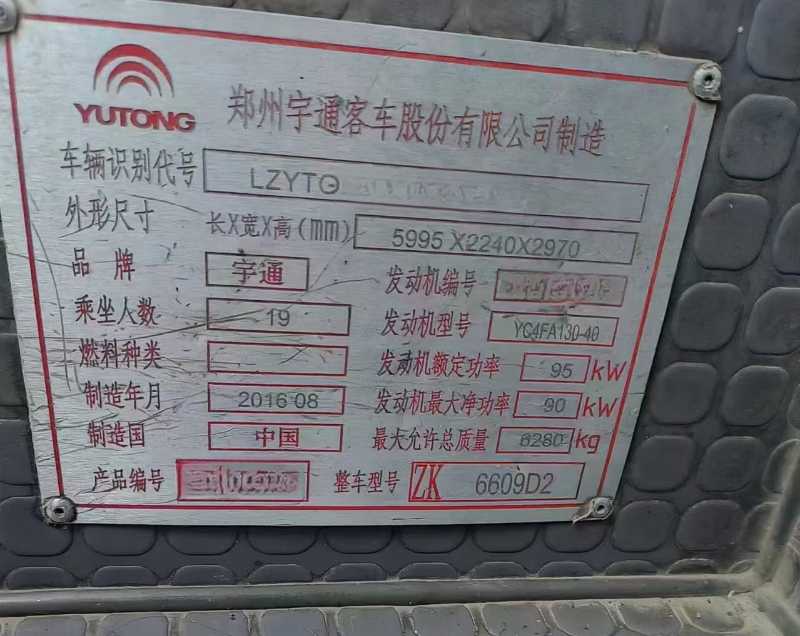 YUTONG
郑州宇通客车股份有限公司制造
车辆识别代号 LZYT
外形尺寸 长X宽X高(mm) 5995X2240X2970
品牌 宇通 发动机编号
乘坐人数 19 发动机型号 YC4FA130-40
燃料种类 发动机额定功率 95 kW
制造年月 2016 08 发动机最大净功率 90 kW
制造国 中国 最大允许总质量 6280 kg
产品编号 整车型号 ZK 6609D2